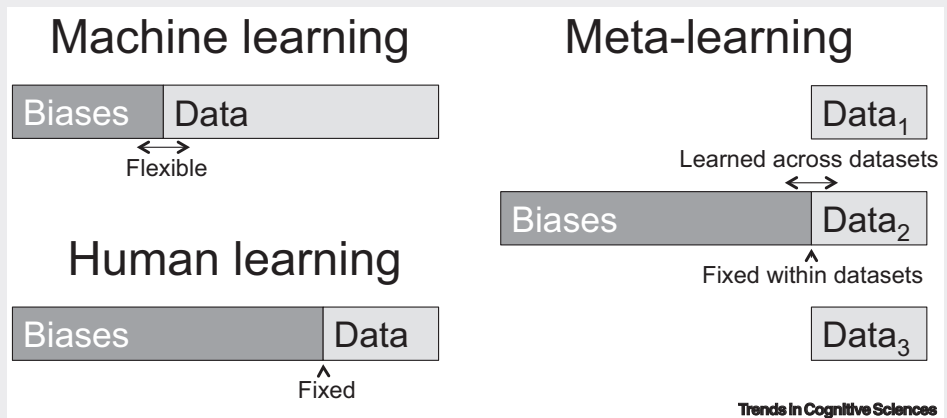 Machine learning
Biases Data
Flexible
Human learning
Biases Data
Fixed
Meta-learning
Data₁
Learned across datasets
Biases Data₂
Fixed within datasets
Data₃
Trends in Cognitive Sciences